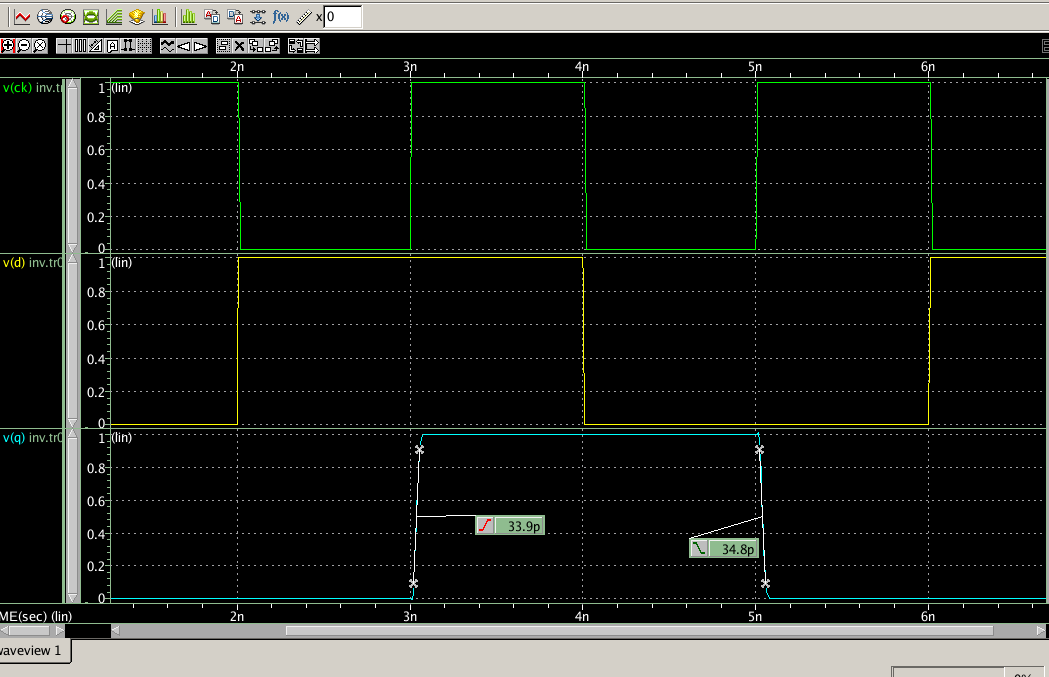 f(x) x 0
2n 3n 4n 5n 6n
v(ck) inv.tr
1 (lin)
0.8
0.6
0.4
0.2
0
v(d) inv.tr0
1 (lin)
0.8
0.6
0.4
0.2
0
v(q) inv.tr0
1 (lin)
0.8
0.6
33.9p
0.4
34.8p
0.2
0
ME(sec) (lin) 2n 3n 4n 5n 6n
waveview 1